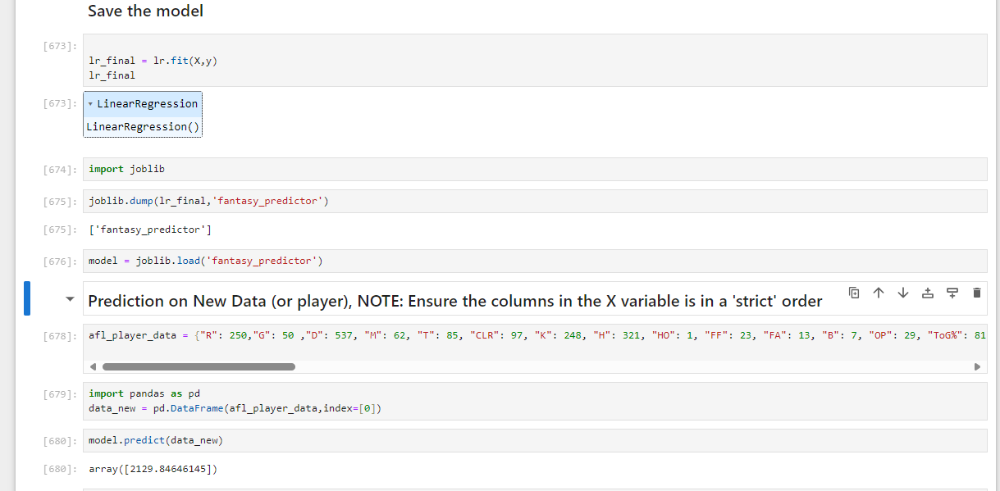 Save the model
[673]:
lr_final = lr.fit(X,y)
lr_final
[673]:
LinearRegression
LinearRegression()
[674]: import joblib
[675]: joblib.dump(lr_final,'fantasy_predictor')
[675]: ['fantasy_predictor']
[676]: model = joblib.load('fantasy_predictor')
Prediction on New Data (or player), NOTE: Ensure the columns in the X variable is in a 'strict' order
[678]: afl_player_data = {"R": 250,"G": 50 ,"D": 537, "M": 62, "T": 85, "CLR": 97, "K": 248, "H": 321, "HO": 1, "FF": 23, "FA": 13, "B": 7, "OP": 29, "ToG%": 81
[679]: import pandas as pd
data_new = pd.DataFrame(afl_player_data,index=[0])
[680]: model.predict(data_new)
[680]: array([2129.84646145])